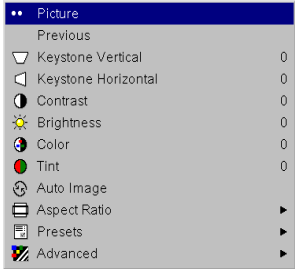 Picture
Previous
Keystone Vertical 0
Keystone Horizontal 0
Contrast 0
Brightness 0
Color 0
Tint 0
Auto Image
Aspect Ratio
Presets
Advanced